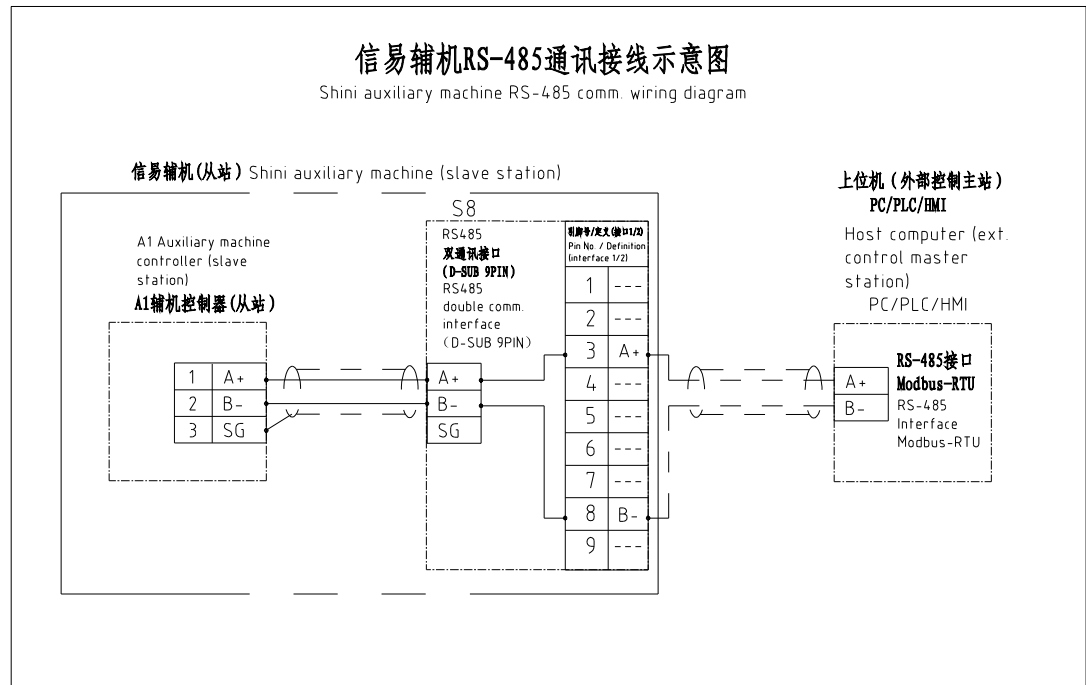 信易辅机RS-485通讯接线示意图
Shini auxiliary machine RS-485 comm. wiring diagram
信易辅机(从站) Shini auxiliary machine (slave station)
A1 Auxiliary machine
controller (slave
station)
A1辅机控制器(从站)
1 A+
2 B-
3 SG
S8
RS485
双通讯接口
(D-SUB 9PIN)
RS485
double comm.
interface
(D-SUB 9PIN)
A+
B-
SG
引脚号/定义(接口1/2)
Pin No. / Definition
(interface 1/2)
1 ---
2 ---
3 A+
4 ---
5 ---
6 ---
7 ---
8 B-
9 ---
上位机(外部控制主站)
PC/PLC/HMI
Host computer (ext.
control master
station)
PC/PLC/HMI
A+
B-
RS-485接口
Modbus-RTU
RS-485
Interface
Modbus-RTU